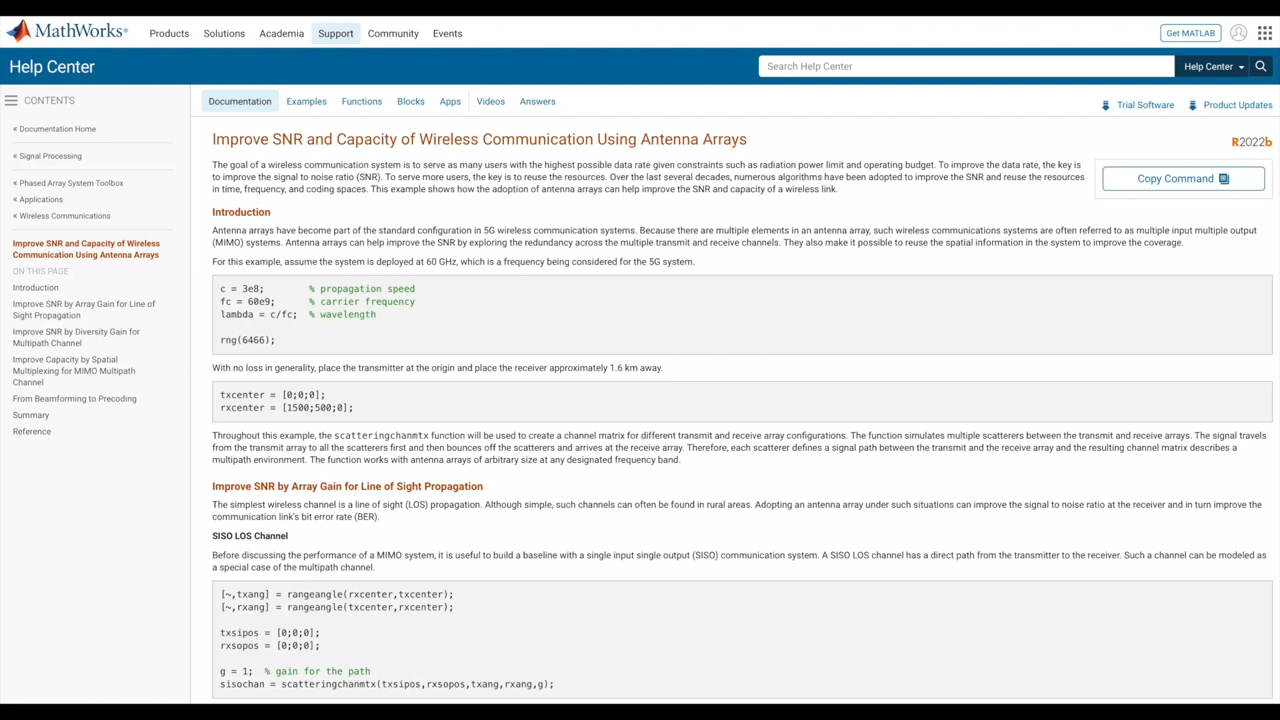 MathWorks®
Products
Solutions
Academia
Support
Community
Events
Get MATLAB
Help Center
Search Help Center
Help Center
CONTENTS
« Documentation Home
« Signal Processing
« Phased Array System Toolbox
« Applications
« Wireless Communications
Improve SNR and Capacity of Wireless
Communication Using Antenna Arrays
ON THIS PAGE
Introduction
Improve SNR by Array Gain for Line of
Sight Propagation
Improve SNR by Diversity Gain for
Multipath Channel
Improve Capacity by Spatial
Multiplexing for MIMO Multipath
Channel
From Beamforming to Precoding
Summary
Reference
Documentation
Examples
Functions
Blocks
Apps
Videos
Answers
Trial Software
Product Updates
Improve SNR and Capacity of Wireless Communication Using Antenna Arrays
R2022b
The goal of a wireless communication system is to serve as many users with the highest possible data rate given constraints such as radiation power limit and operating budget. To improve the data rate, the key is
to improve the signal to noise ratio (SNR). To serve more users, the key is to reuse the resources. Over the last several decades, numerous algorithms have been adopted to improve the SNR and reuse the resources
in time, frequency, and coding spaces. This example shows how the adoption of antenna arrays can help improve the SNR and capacity of a wireless link.
Copy Command
Introduction
Antenna arrays have become part of the standard configuration in 5G wireless communication systems. Because there are multiple elements in an antenna array, such wireless communications systems are often referred to as multiple input multiple output
(MIMO) systems. Antenna arrays can help improve the SNR by exploring the redundancy across the multiple transmit and receive channels. They also make it possible to reuse the spatial information in the system to improve the coverage.
For this example, assume the system is deployed at 60 GHz, which is a frequency being considered for the 5G system.
c = 3e8; % propagation speed
fc = 60e9; % carrier frequency
lambda = c/fc; % wavelength
rng(6466);
With no loss in generality, place the transmitter at the origin and place the receiver approximately 1.6 km away.
txcenter = [0;0;0];
rxcenter = [1500;500;0];
Throughout this example, the scatteringchanmtx function will be used to create a channel matrix for different transmit and receive array configurations. The function simulates multiple scatterers between the transmit and receive arrays. The signal travels
from the transmit array to all the scatterers first and then bounces off the scatterers and arrives at the receive array. Therefore, each scatterer defines a signal path between the transmit and the receive array and the resulting channel matrix describes a
multipath environment. The function works with antenna arrays of arbitrary size at any designated frequency band.
Improve SNR by Array Gain for Line of Sight Propagation
The simplest wireless channel is a line of sight (LOS) propagation. Although simple, such channels can often be found in rural areas. Adopting an antenna array under such situations can improve the signal to noise ratio at the receiver and in turn improve the
communication link's bit error rate (BER).
SISO LOS Channel
Before discussing the performance of a MIMO system, it is useful to build a baseline with a single input single output (SISO) communication system. A SISO LOS channel has a direct path from the transmitter to the receiver. Such a channel can be modeled as
a special case of the multipath channel.
[~,txang] = rangeangle(rxcenter,txcenter);
[~,rxang] = rangeangle(txcenter,rxcenter);
txsipos = [0;0;0];
rxsopos = [0;0;0];
g = 1; % gain for the path
sisochan = scatteringchanmtx(txsipos,rxsopos,txang,rxang,g);